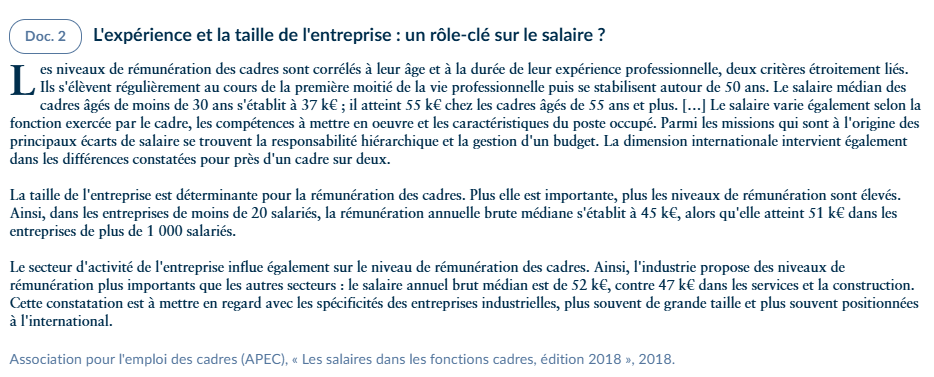 Doc. 2 L'expérience et la taille de l'entreprise : un rôle-clé sur le salaire ?
Les niveaux de rémunération des cadres sont corrélés à leur âge et à la durée de leur expérience professionnelle, deux critères étroitement liés.
Ils s'élèvent régulièrement au cours de la première moitié de la vie professionnelle puis se stabilisent autour de 50 ans. Le salaire médian des
cadres âgés de moins de 30 ans s'établit à 37 k€ ; il atteint 55 k€ chez les cadres âgés de 55 ans et plus. [...] Le salaire varie également selon la
fonction exercée par le cadre, les compétences à mettre en oeuvre et les caractéristiques du poste occupé. Parmi les missions qui sont à l'origine des
principaux écarts de salaire se trouvent la responsabilité hiérarchique et la gestion d'un budget. La dimension internationale intervient également
dans les différences constatées pour près d'un cadre sur deux.
La taille de l'entreprise est déterminante pour la rémunération des cadres. Plus elle est importante, plus les niveaux de rémunération sont élevés.
Ainsi, dans les entreprises de moins de 20 salariés, la rémunération annuelle brute médiane s'établit à 45 k€, alors qu'elle atteint 51 k€ dans les
entreprises de plus de 1 000 salariés.
Le secteur d'activité de l'entreprise influe également sur le niveau de rémunération des cadres. Ainsi, l'industrie propose des niveaux de
rémunération plus importants que les autres secteurs : le salaire annuel brut médian est de 52 k€, contre 47 k€ dans les services et la construction.
Cette constatation est à mettre en regard avec les spécificités des entreprises industrielles, plus souvent de grande taille et plus souvent positionnées
à l'international.
Association pour l'emploi des cadres (APEC), « Les salaires dans les fonctions cadres, édition 2018 », 2018.